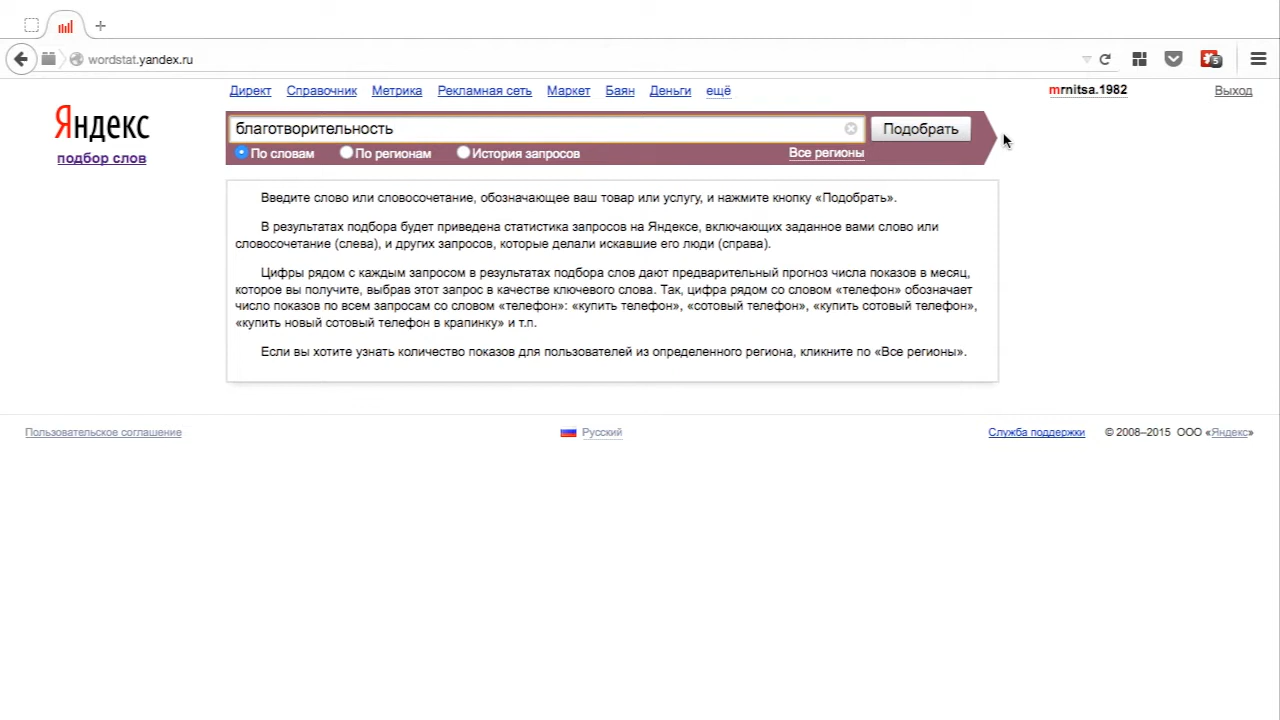 wordstat.yandex.ru
5
Директ Справочник Метрика Рекламная сеть Маркет Баян Деньги ещё
mrnitsa.1982 Выход
Яндекс
подбор слов
благотворительность
Подобрать
По словам По регионам История запросов Все регионы
Введите слово или словосочетание, обозначающее ваш товар или услугу, и нажмите кнопку «Подобрать».
В результатах подбора будет приведена статистика запросов на Яндексе, включающих заданное вами слово или
словосочетание (слева), и других запросов, которые делали искавшие его люди (справа).
Цифры рядом с каждым запросом в результатах подбора слов дают предварительный прогноз числа показов в месяц,
которое вы получите, выбрав этот запрос в качестве ключевого слова. Так, цифра рядом со словом «телефон» обозначает
число показов по всем запросам со словом «телефон»: «купить телефон», «сотовый телефон», «купить сотовый телефон»,
«купить новый сотовый телефон в крапинку» и т.п.
Если вы хотите узнать количество показов для пользователей из определенного региона, кликните по «Все регионы».
Пользовательское соглашение Русский Служба поддержки © 2008–2015 ООО «Яндекс»